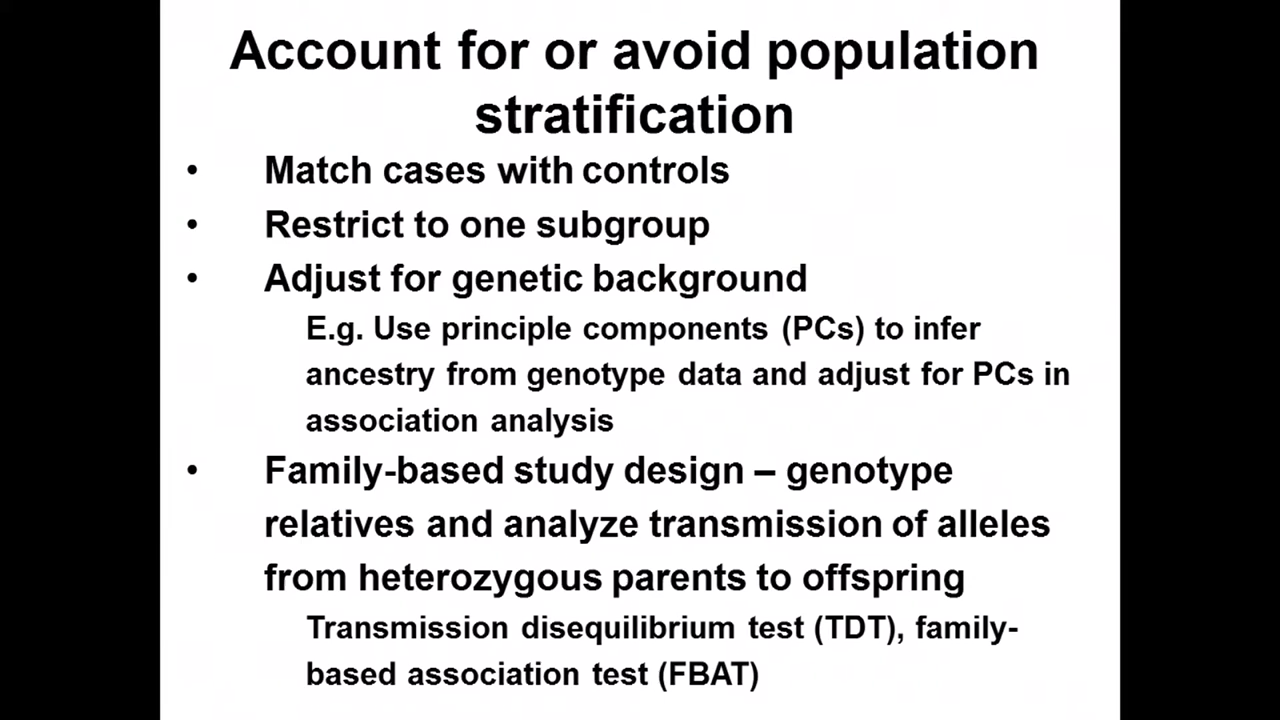 Account for or avoid population
stratification
• Match cases with controls
• Restrict to one subgroup
• Adjust for genetic background
E.g. Use principle components (PCs) to infer
ancestry from genotype data and adjust for PCs in
association analysis
• Family-based study design – genotype
relatives and analyze transmission of alleles
from heterozygous parents to offspring
Transmission disequilibrium test (TDT), family-
based association test (FBAT)